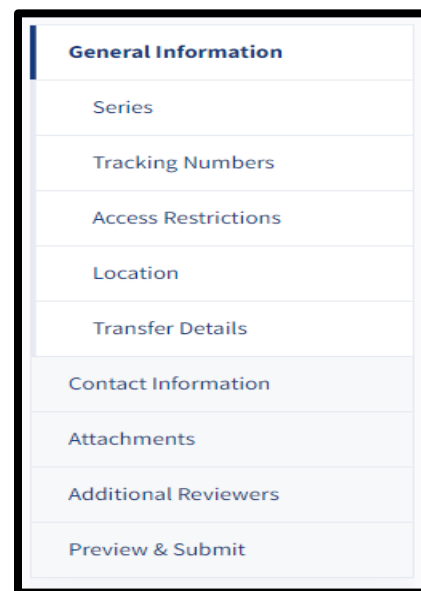 General Information
Series
Tracking Numbers
Access Restrictions
Location
Transfer Details
Contact Information
Attachments
Additional Reviewers
Preview & Submit